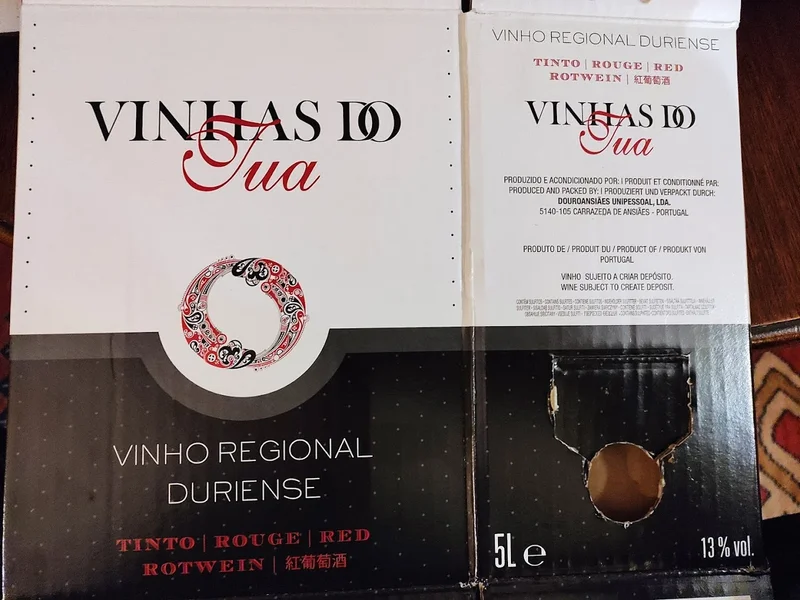 VINHAS DO
Tua
VINHO REGIONAL
DURIENSE
TINTO | ROUGE | RED
ROTWEIN | 紅葡萄酒
VINHO REGIONAL DURIENSE
TINTO | ROUGE | RED
ROTWEIN | 紅葡萄酒
VINHAS DO
Tua
PRODUZIDO E ACONDICIONADO POR: | PRODUIT ET CONDITIONNÉ PAR:
PRODUCED AND PACKED BY: | PRODUZIERT UND VERPACKT DURCH:
DOUROANSIÃES UNIPESSOAL, LDA.
5140-105 CARRAZEDA DE ANSIÃES - PORTUGAL
PRODUTO DE / PRODUIT DU / PRODUCT OF / PRODUKT VON
PORTUGAL
VINHO SUJEITO A CRIAR DEPÓSITO.
WINE SUBJECT TO CREATE DEPOSIT.
5L e
13 % vol.